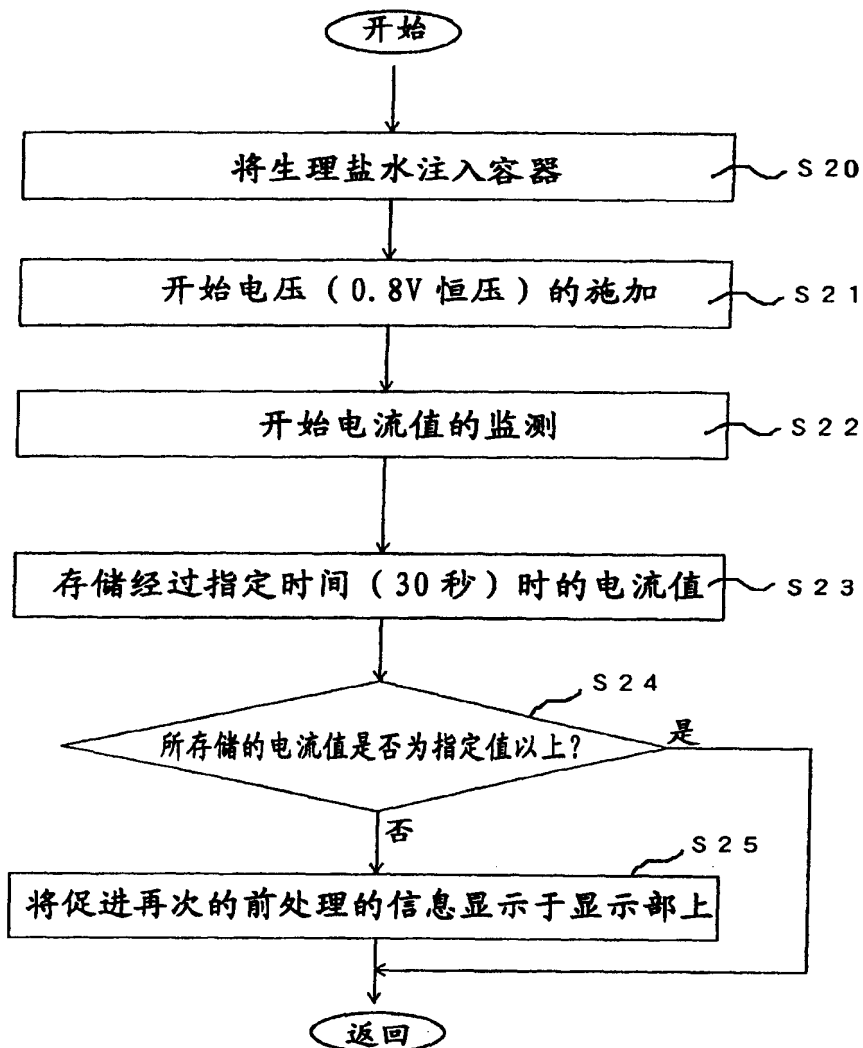 开始
将生理盐水注入容器
S20
开始电压（0.8V 恒压）的施加
S21
开始电流值的监测
S22
存储经过指定时间（30 秒）时的电流值
S23
S24
所存储的电流值是否为指定值以上？
是
否
S25
将促进再次的前处理的信息显示于显示部上
返回